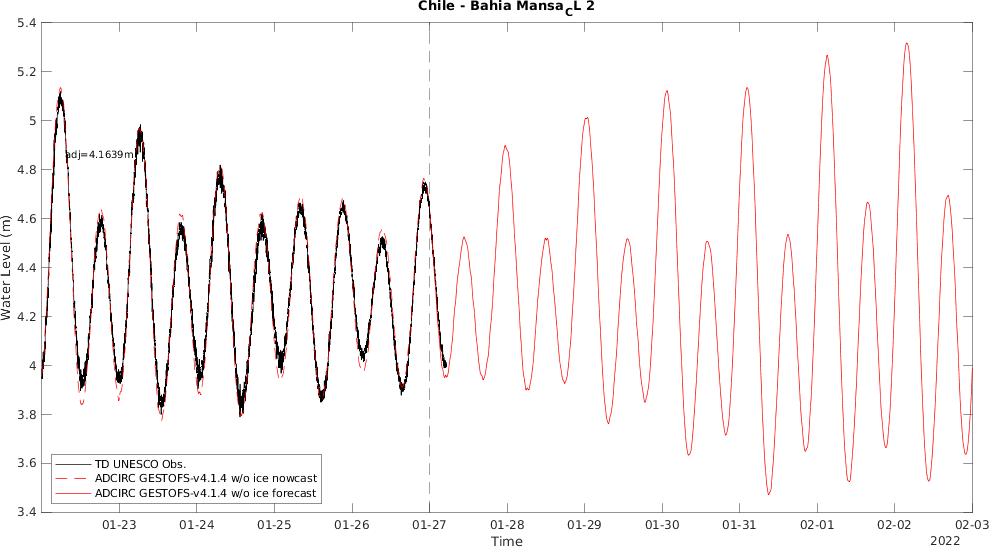 Chile - Bahia Mansa_CL 2
5.4
5.2
5
4.8
4.6
4.4
4.2
4
3.8
3.6
3.4
Water Level (m)
adj=4.1639m
TD UNESCO Obs.
ADCIRC GESTOFS-v4.1.4 w/o ice nowcast
ADCIRC GESTOFS-v4.1.4 w/o ice forecast
01-23 01-24 01-25 01-26 01-27 01-28 01-29 01-30 01-31 02-01 02-02 02-03
Time
2022